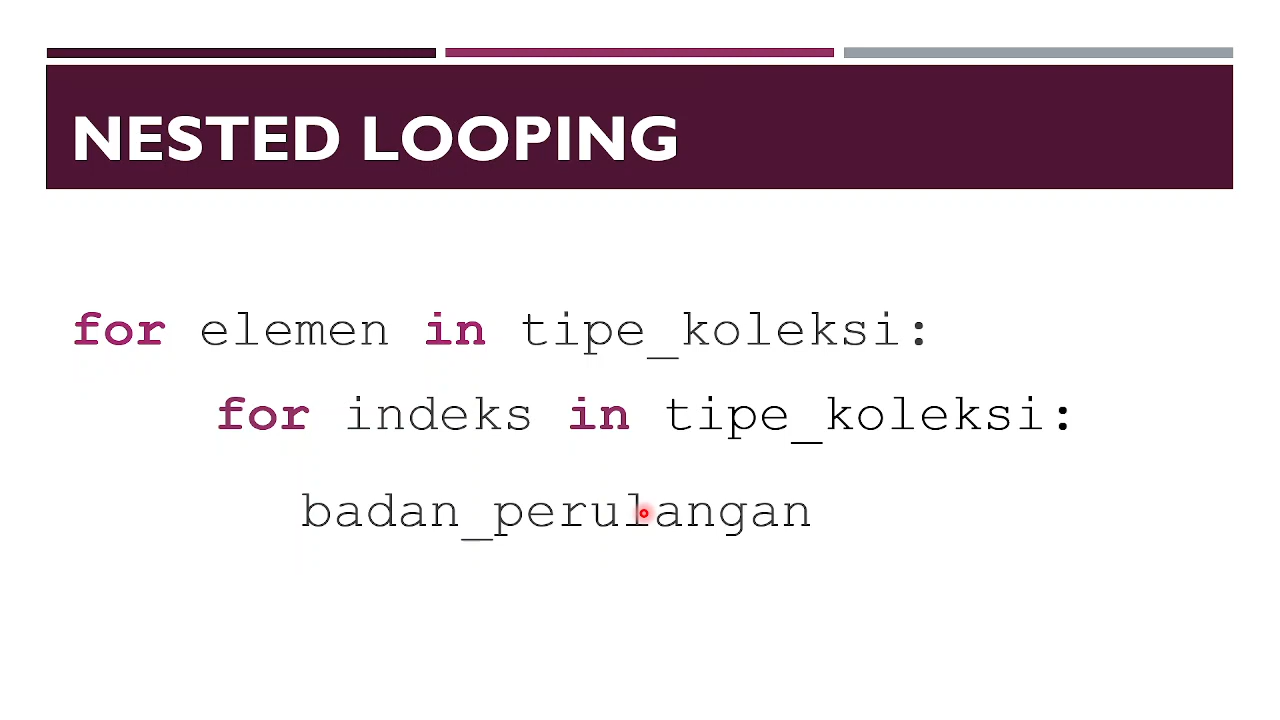 NESTED LOOPING
for elemen in tipe_koleksi:
for indeks in tipe_koleksi:
badan_perulangan